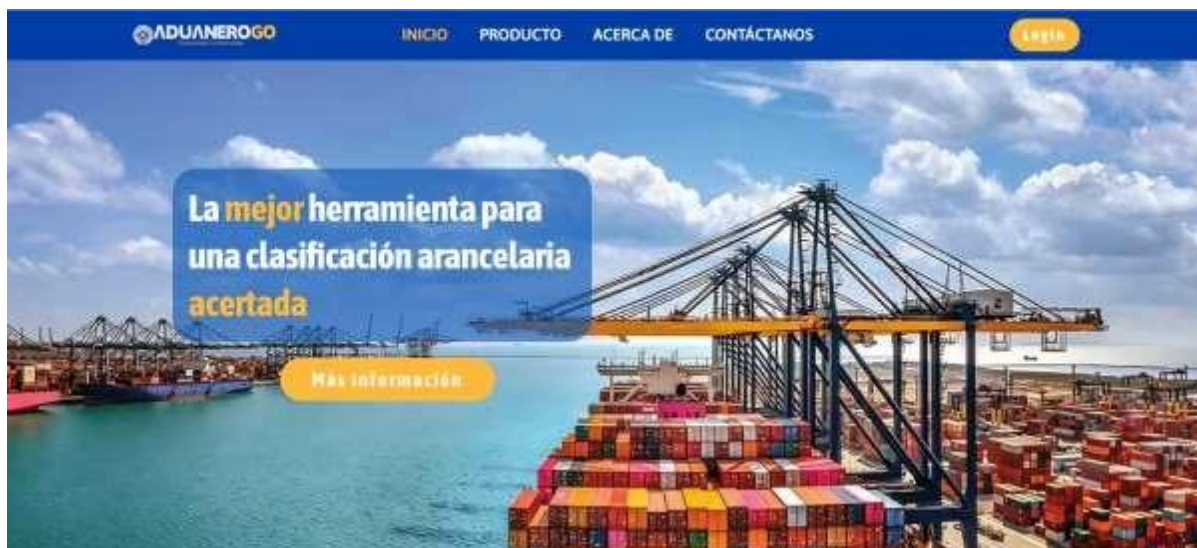 ADUANEROGO
INICIO
PRODUCTO
ACERCA DE
CONTÁCTANOS
Login
La mejor herramienta para
una clasificación arancelaria
acertada
Más información